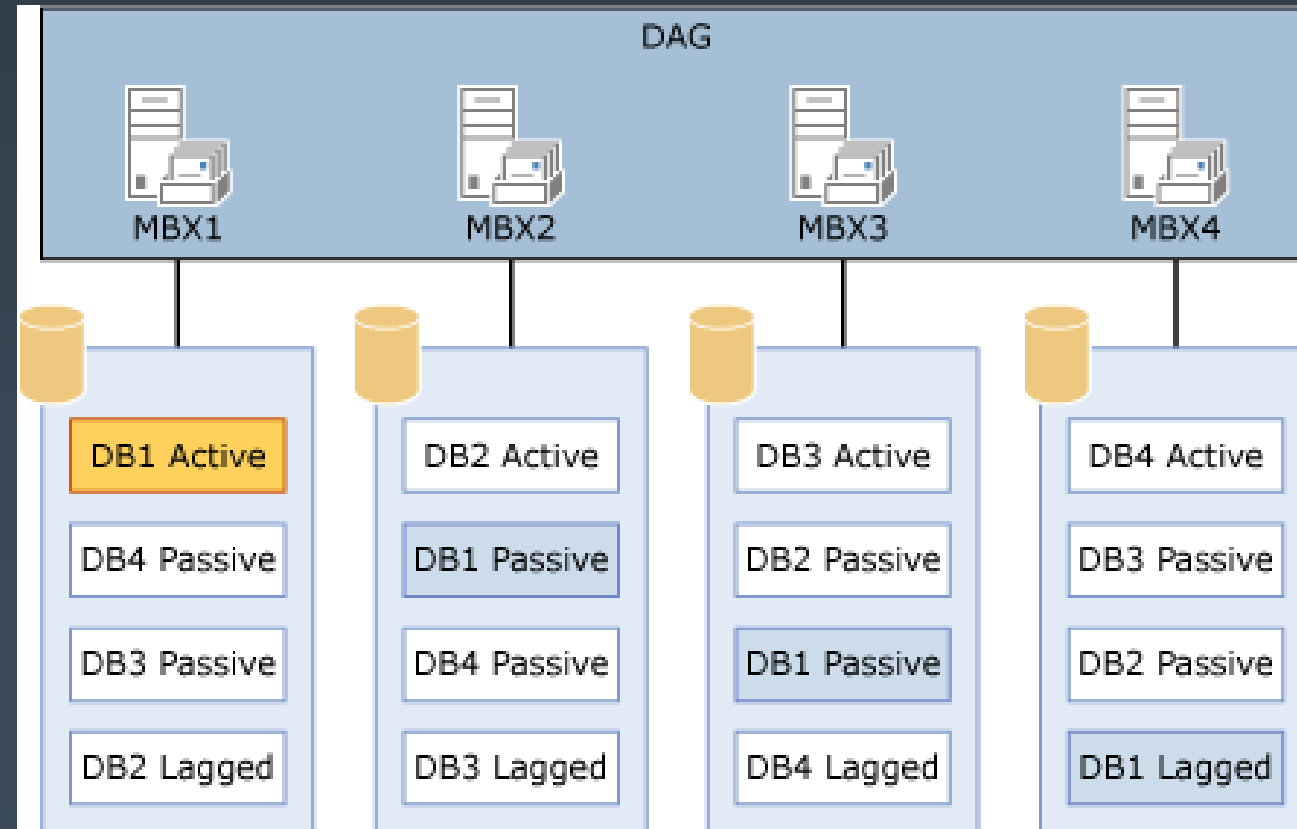 DAG
MBX1
MBX2
MBX3
MBX4
DB1 Active
DB4 Passive
DB3 Passive
DB2 Lagged
DB2 Active
DB1 Passive
DB4 Passive
DB3 Lagged
DB3 Active
DB2 Passive
DB1 Passive
DB4 Lagged
DB4 Active
DB3 Passive
DB2 Passive
DB1 Lagged